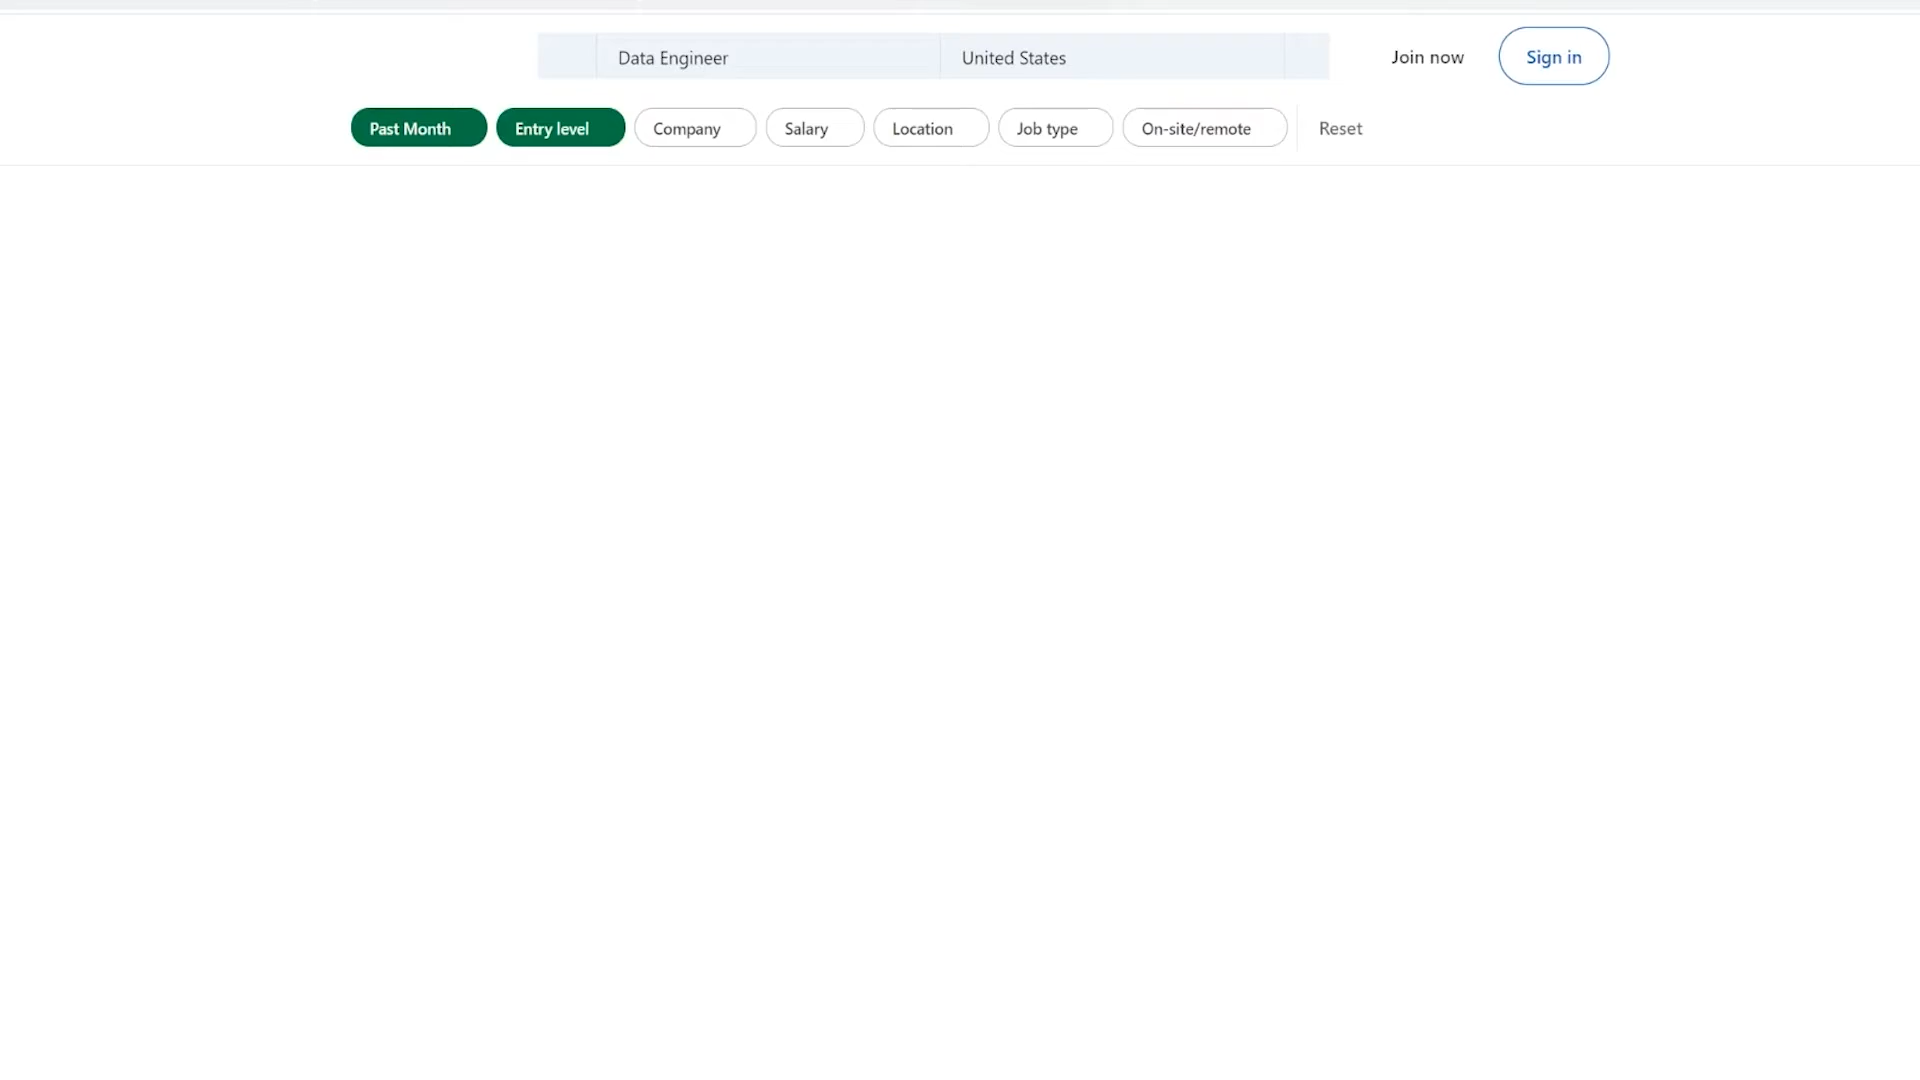 Data Engineer United States Join now Sign in
Past Month Entry level Company Salary Location Job type On-site/remote Reset